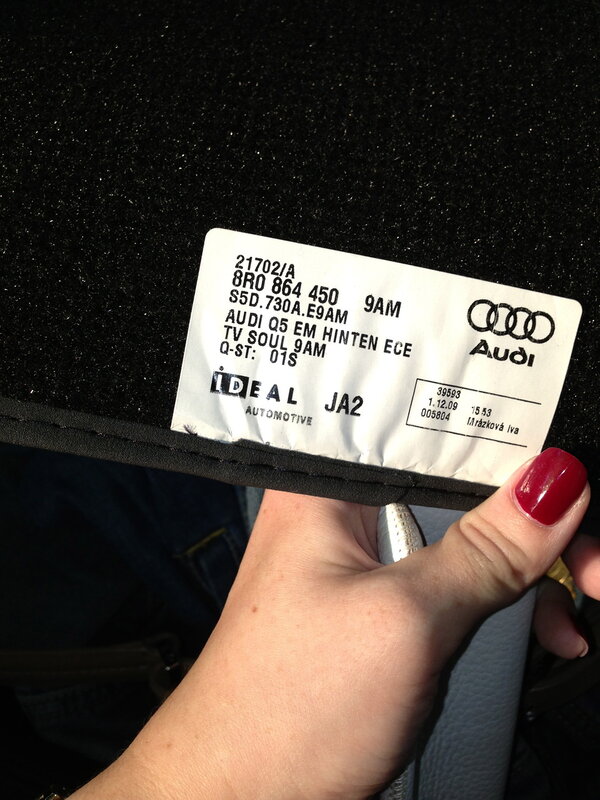 21702/A
8R0 864 450 9AM
S5D.730A.E9AM
AUDI Q5 EM HINTEN ECE
TV SOUL 9AM
Q-ST: 01S
Audi
iDEAL JA2
AUTOMOTIVE
39593
1.12.09 15 53
005804 Mrázková Iva